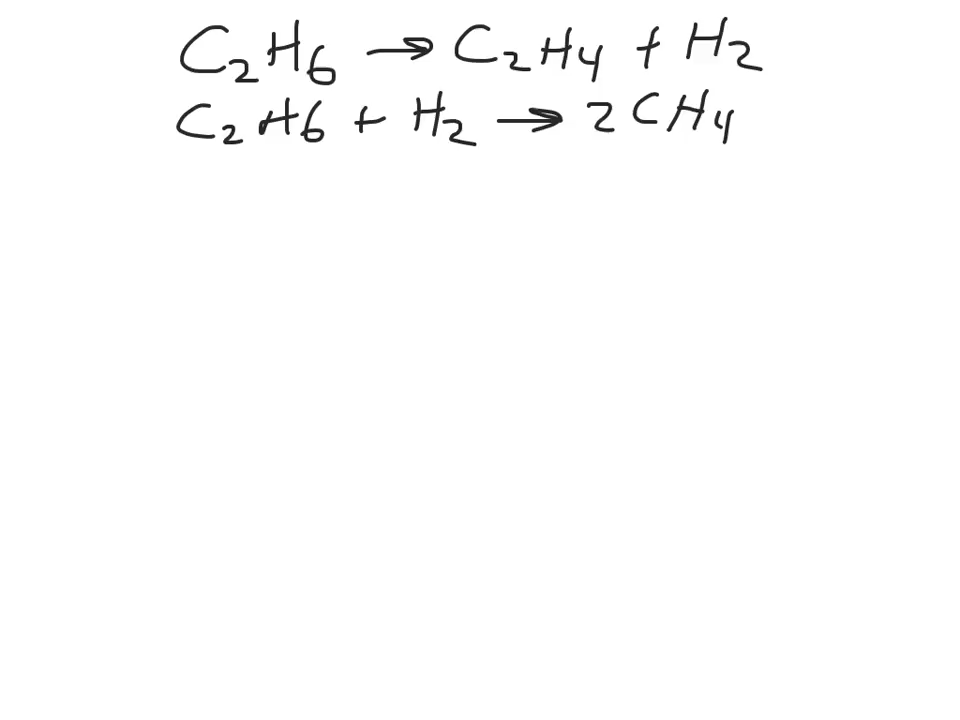 C₂H₆ → C₂H₄ + H₂
C₂H₆ + H₂ → 2CH₄